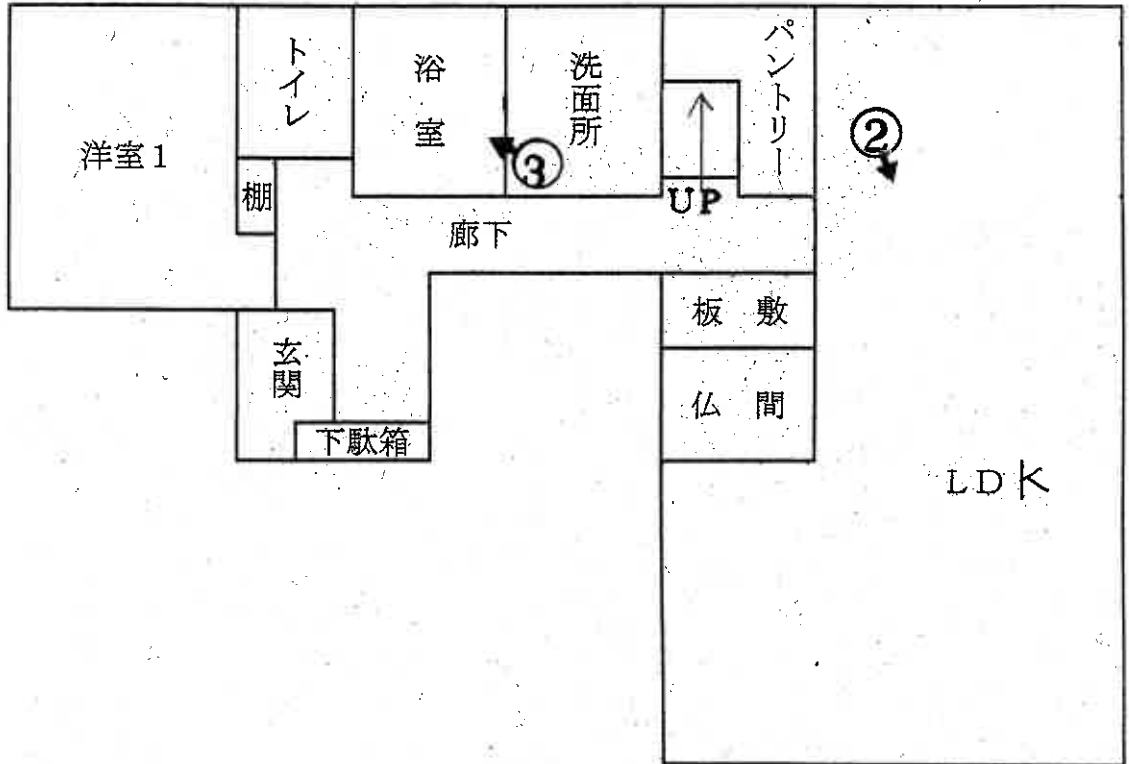 洋室1
トイレ
棚
浴室
洗面所
③
パントリー
UP
②
廊下
板敷
仏間
玄関
下駄箱
LDK